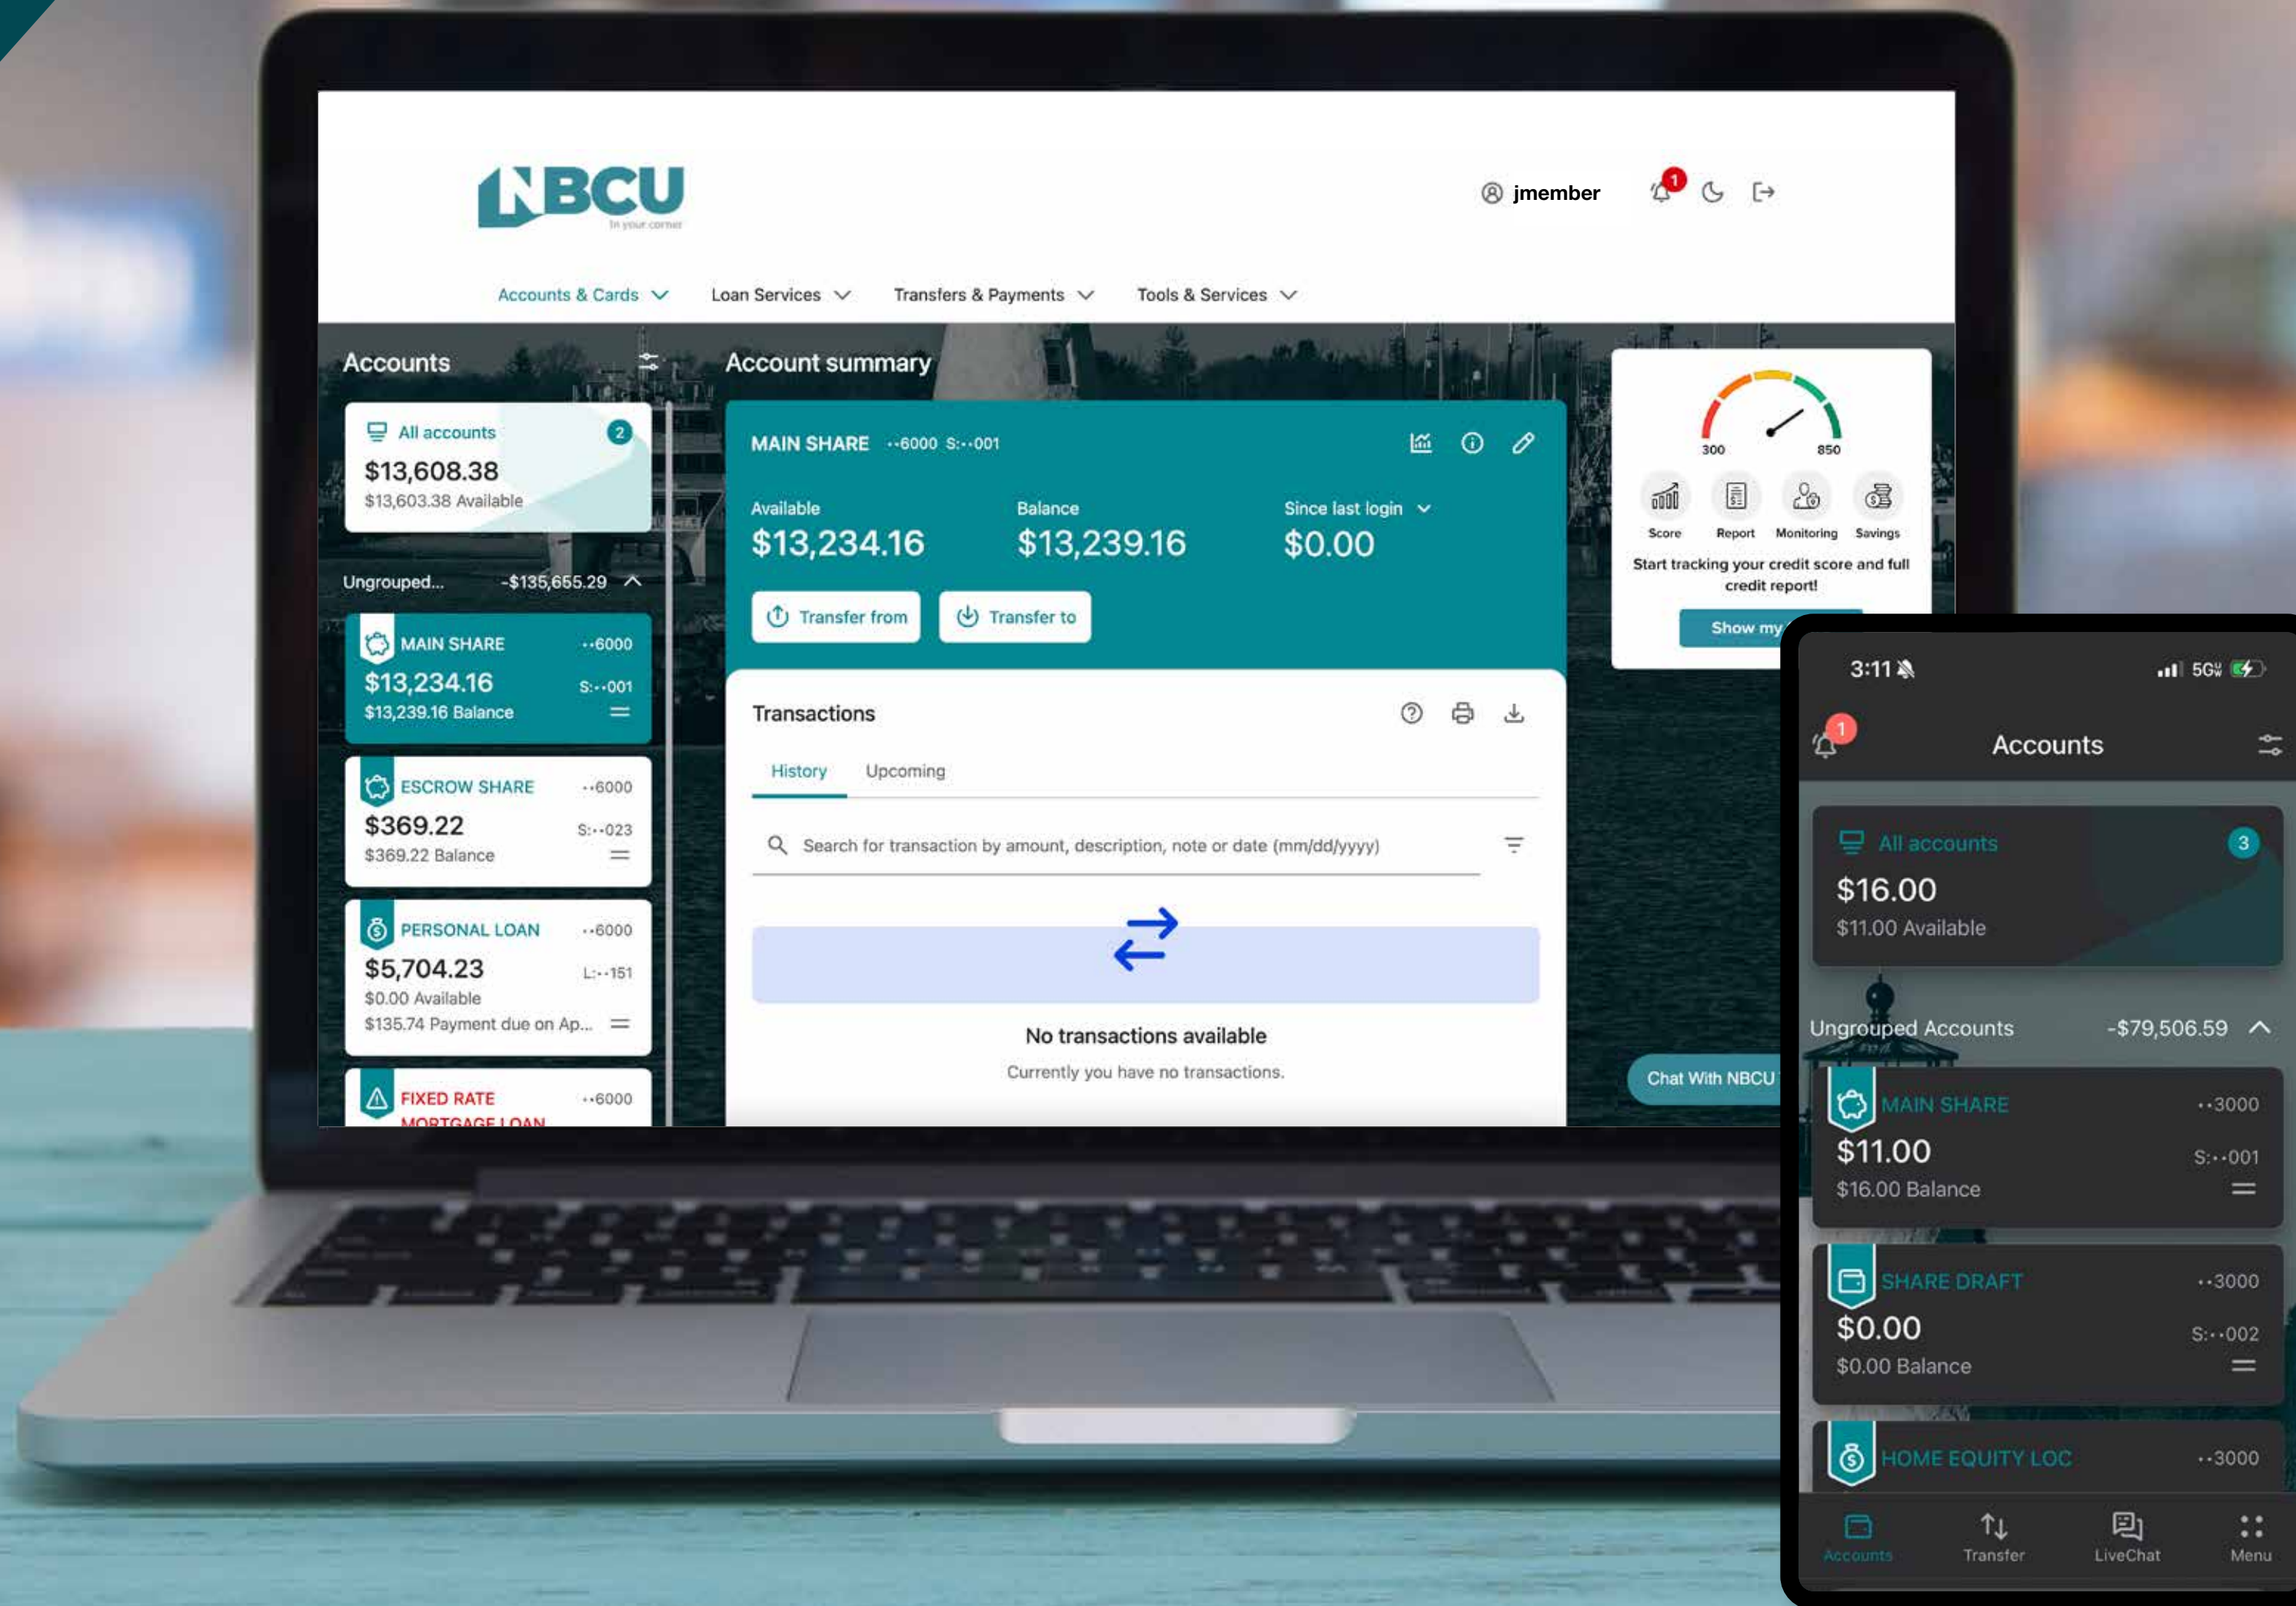 NBCU
In your corner
jmember
1
Accounts & Cards
Loan Services
Transfers & Payments
Tools & Services
Accounts
All accounts
2
$13,608.38
$13,603.38 Available
Ungrouped...
-$135,655.29
MAIN SHARE
··6000
$13,234.16
S:··001
$13,239.16 Balance
ESCROW SHARE
··6000
$369.22
S:··023
$369.22 Balance
PERSONAL LOAN
··6000
$5,704.23
L:··151
$0.00 Available
$135.74 Payment due on Ap...
FIXED RATE
··6000
MORTGAGE LOAN
Account summary
MAIN SHARE ··6000 S:··001
Available
Balance
Since last login
$13,234.16
$13,239.16
$0.00
Transfer from
Transfer to
Transactions
History
Upcoming
Search for transaction by amount, description, note or date (mm/dd/yyyy)
No transactions available
Currently you have no transactions.
300
850
Score
Report
Monitoring
Savings
Start tracking your credit score and full
credit report!
Show my
Chat With NBCU
3:11
5G
1
Accounts
All accounts
3
$16.00
$11.00 Available
Ungrouped Accounts
-$79,506.59
MAIN SHARE
··3000
$11.00
S:··001
$16.00 Balance
SHARE DRAFT
··3000
$0.00
S:··002
$0.00 Balance
HOME EQUITY LOC
··3000
Accounts
Transfer
LiveChat
Menu